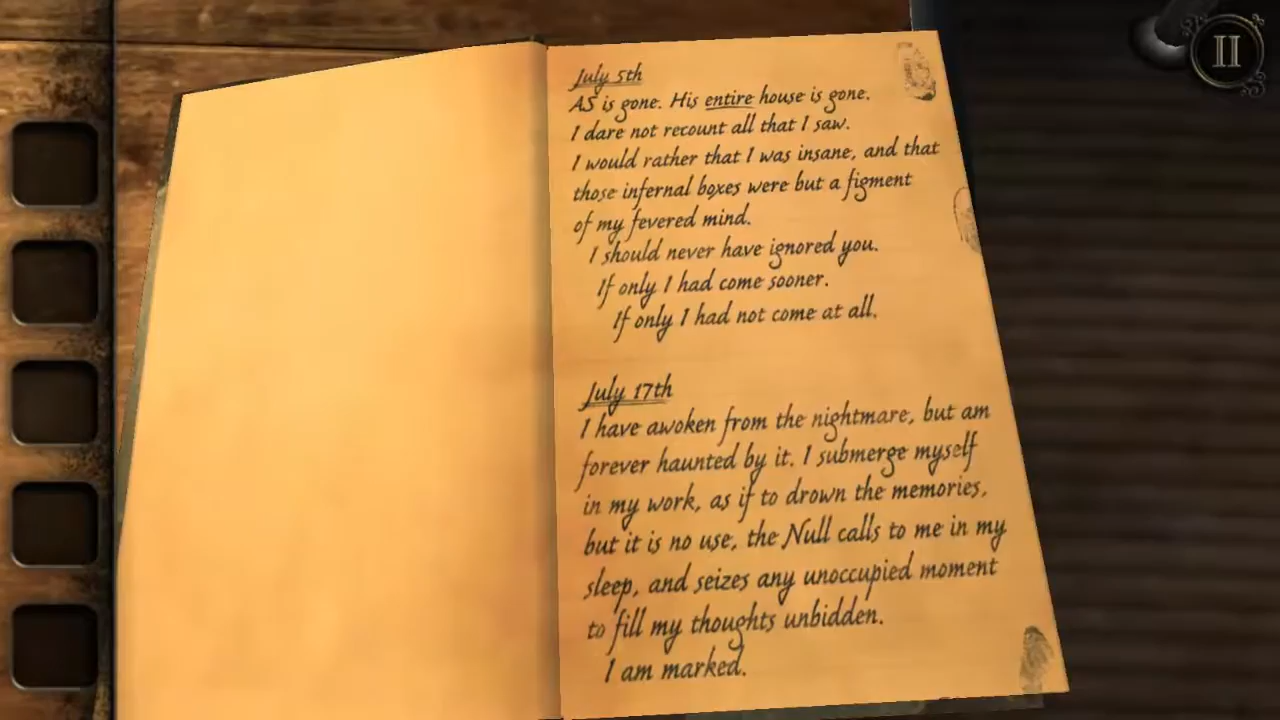 July 5th
AS is gone. His entire house is gone.
I dare not recount all that I saw.
I would rather that I was insane, and that
those infernal boxes were but a figment
of my fevered mind.
I should never have ignored you.
If only I had come sooner.
If only I had not come at all.
July 17th
I have awoken from the nightmare, but am
forever haunted by it. I submerge myself
in my work, as if to drown the memories,
but it is no use, the Null calls to me in my
sleep, and seizes any unoccupied moment
to fill my thoughts unbidden.
I am marked.
II